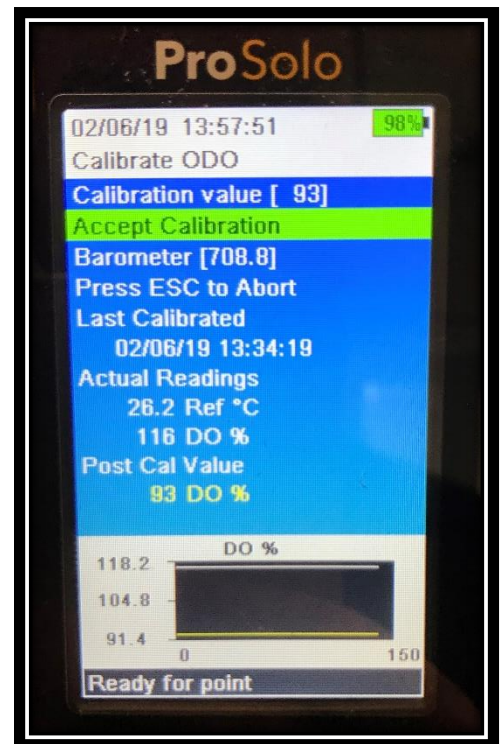 ProSolo
02/06/19 13:57:51 98%
Calibrate ODO
Calibration value [ 93]
Accept Calibration
Barometer [708.8]
Press ESC to Abort
Last Calibrated
02/06/19 13:34:19
Actual Readings
26.2 Ref °C
116 DO %
Post Cal Value
93 DO %
DO %
118.2
104.8
91.4
0 150
Ready for point